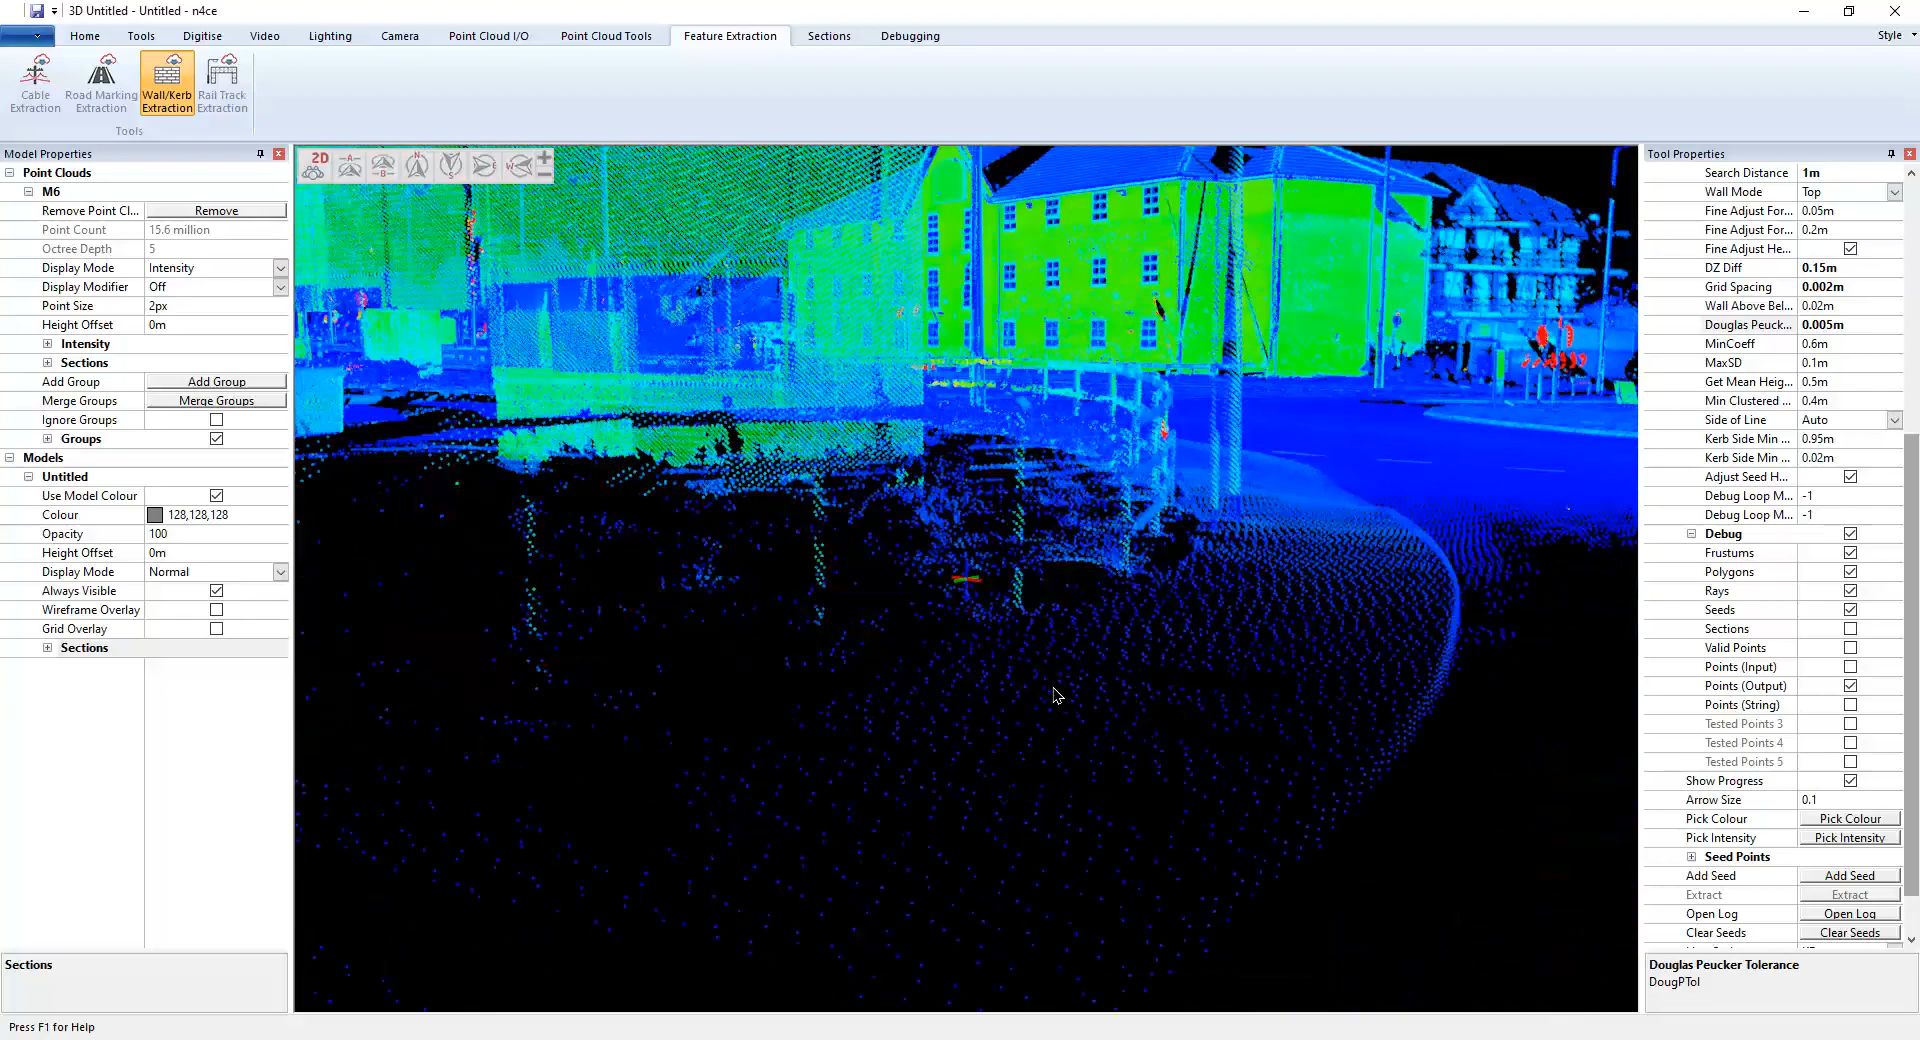 3D Untitled - Untitled - n4ce
Home Tools Digitise Video Lighting Camera Point Cloud I/O Point Cloud Tools Feature Extraction Sections Debugging Style
Cable Extraction
Road Marking Extraction
Wall/Kerb Extraction
Rail Track Extraction
Tools
Model Properties
Point Clouds
M6
Remove Point Cl... Remove
Point Count 15.6 million
Octree Depth 5
Display Mode Intensity
Display Modifier Off
Point Size 2px
Height Offset 0m
Intensity
Sections
Add Group Add Group
Merge Groups Merge Groups
Ignore Groups
Groups
Models
Untitled
Use Model Colour
Colour 128,128,128
Opacity 100
Height Offset 0m
Display Mode Normal
Always Visible
Wireframe Overlay
Grid Overlay
Sections
Sections
2D A B N S E W
Tool Properties
Search Distance 1m
Wall Mode Top
Fine Adjust For... 0.05m
Fine Adjust For... 0.2m
Fine Adjust He...
DZ Diff 0.15m
Grid Spacing 0.002m
Wall Above Bel... 0.02m
Douglas Peuck... 0.005m
MinCoeff 0.6m
MaxSD 0.1m
Get Mean Heig... 0.5m
Min Clustered ... 0.4m
Side of Line Auto
Kerb Side Min ... 0.95m
Kerb Side Min ... 0.02m
Adjust Seed H...
Debug Loop M... -1
Debug Loop M... -1
Debug
Frustums
Polygons
Rays
Seeds
Sections
Valid Points
Points (Input)
Points (Output)
Points (String)
Tested Points 3
Tested Points 4
Tested Points 5
Show Progress
Arrow Size 0.1
Pick Colour Pick Colour
Pick Intensity Pick Intensity
Seed Points
Add Seed Add Seed
Extract Extract
Open Log Open Log
Clear Seeds Clear Seeds
Douglas Peucker Tolerance
DougPTol
Press F1 for Help